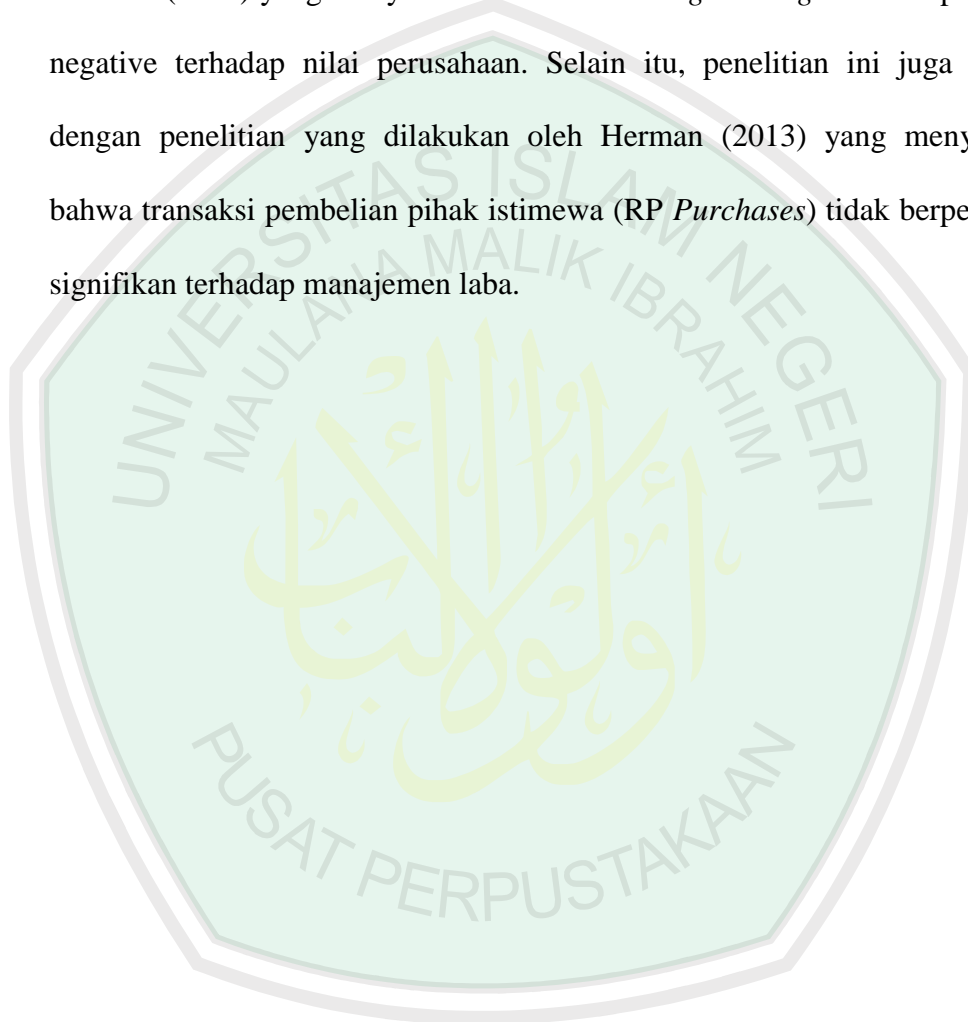 negative terhadap nilai perusahaan. Selain itu, penelitian ini juga
dengan penelitian yang dilakukan oleh Herman (2013) yang meny
bahwa transaksi pembelian pihak istimewa (RP Purchases) tidak berpe
signifikan terhadap manajemen laba.
UNIVERSITAS ISLAM NEGERI
MAULANA MALIK IBRAHIM
أولوا الألباب
PUSAT PERPUSTAKAAN